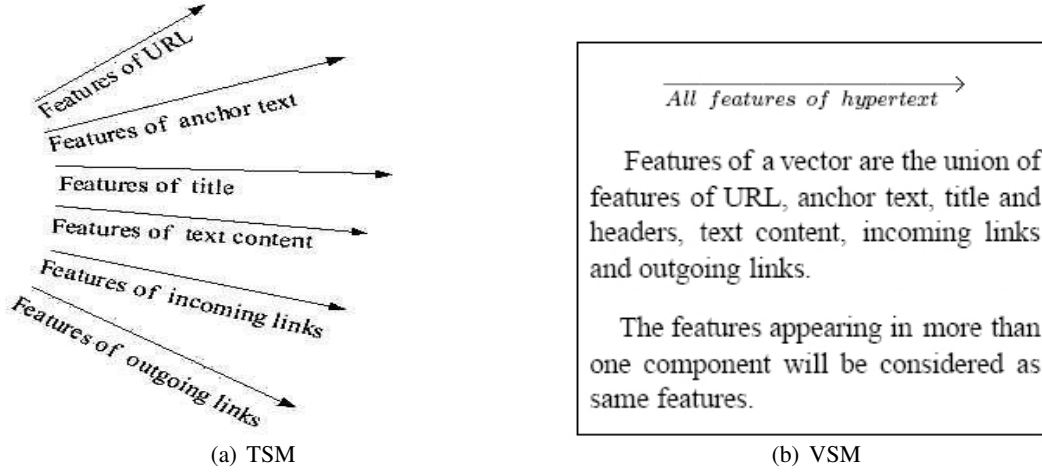 Features of URL
Features of anchor text
Features of title
Features of text content
Features of incoming links
Features of outgoing links
(a) TSM
All features of hypertext
Features of a vector are the union of
features of URL, anchor text, title and
headers, text content, incoming links
and outgoing links.
The features appearing in more than
one component will be considered as
same features.
(b) VSM